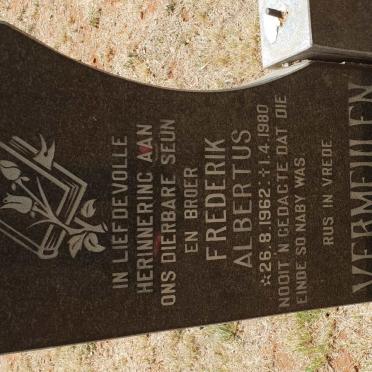 IN LIEFDEVOLLE
HERINNERING AAN
ONS DIERBARE SEUN
EN BROER
FREDERIK
ALBERTUS
☆26.8.1962.✝1.4.1980
NOOIT 'N GEDAGTE DAT DIE
EINDE SO NABY WAS
RUS IN VREDE.
VERMEULEN